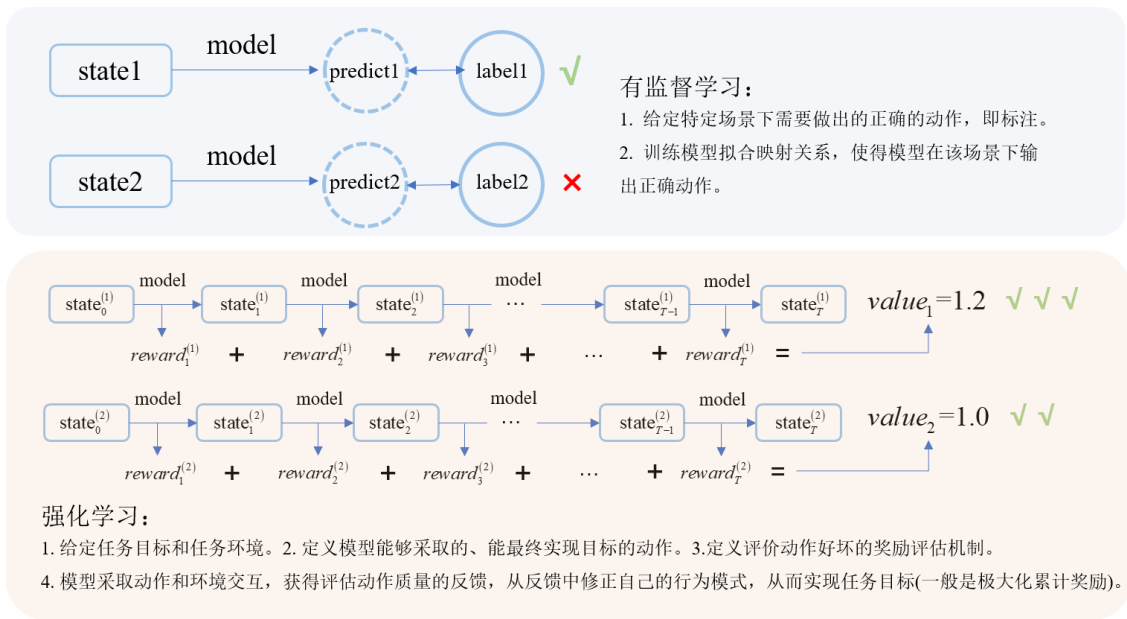 model
state1 predict1 label1 √
model
state2 predict2 label2 ×
有监督学习：
1. 给定特定场景下需要做出的正确的动作，即标注。
2. 训练模型拟合映射关系，使得模型在该场景下输
出正确动作。
model model model model
state₀⁽¹⁾ state₁⁽¹⁾ state₂⁽¹⁾ ⋯ state_{T−1}⁽¹⁾ state_T⁽¹⁾ value₁=1.2 √ √ √
reward₁⁽¹⁾ + reward₂⁽¹⁾ + reward₃⁽¹⁾ + ⋯ + reward_T⁽¹⁾ =
model model model model
state₀⁽²⁾ state₁⁽²⁾ state₂⁽²⁾ ⋯ state_{T−1}⁽²⁾ state_T⁽²⁾ value₂=1.0 √ √
reward₁⁽²⁾ + reward₂⁽²⁾ + reward₃⁽²⁾ + ⋯ + reward_T⁽²⁾ =
强化学习：
1. 给定任务目标和任务环境。2. 定义模型能够采取的、能最终实现目标的动作。3.定义评价动作好坏的奖励评估机制。
4. 模型采取动作和环境交互，获得评估动作质量的反馈，从反馈中修正自己的行为模式，从而实现任务目标(一般是极大化累计奖励)。